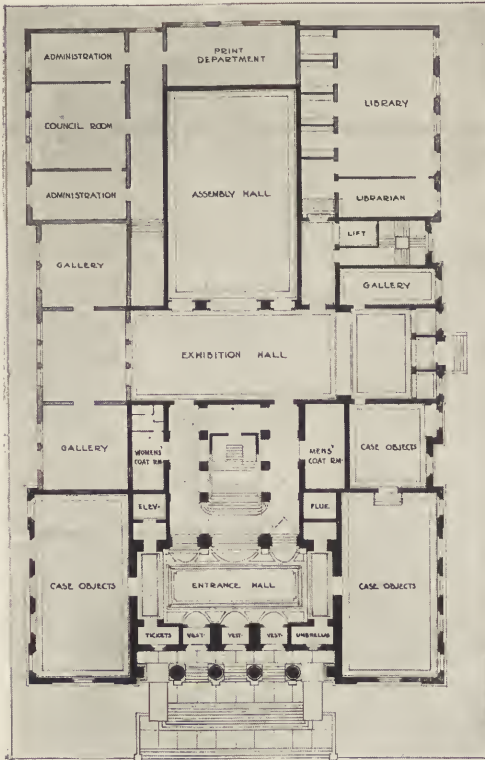 ADMINISTRATION
PRINT
DEPARTMENT
LIBRARY
COUNCIL ROOM
ADMINISTRATION
ASSEMBLY HALL
LIBRARIAN
LIFT
GALLERY
GALLERY
EXHIBITION HALL
GALLERY
WOMENS'
COAT RM.
MENS'
COAT RM.
CASE OBJECTS
ELEV.
FLUE
CASE OBJECTS
ENTRANCE HALL
CASE OBJECTS
TICKETS
VEST.
VEST.
VEST.
UMBRELLAS